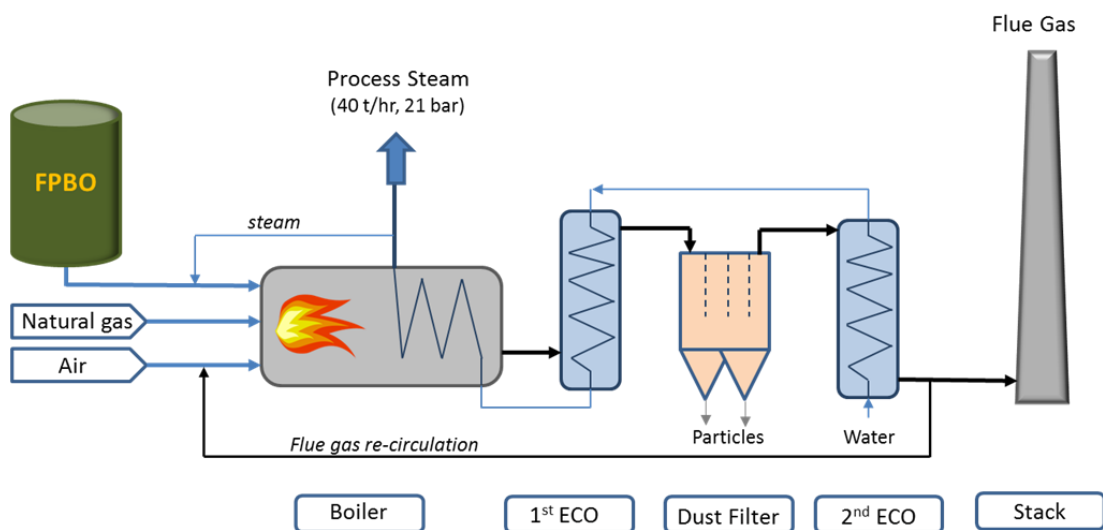 Flue Gas
Process Steam
(40 t/hr, 21 bar)
FPBO
steam
Natural gas
Air
Flue gas re-circulation
Particles
Water
Boiler
1st ECO
Dust Filter
2nd ECO
Stack